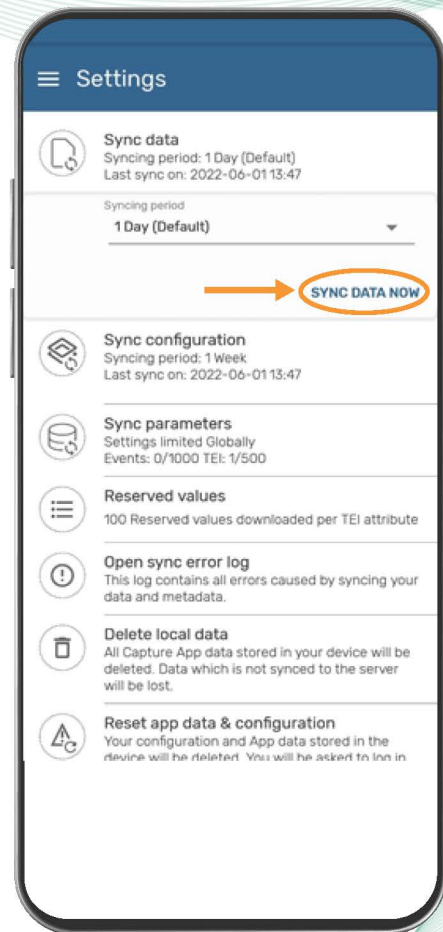 Settings
Sync data
Syncing period: 1 Day (Default)
Last sync on: 2022-06-01 13:47
Syncing period
1 Day (Default)
SYNC DATA NOW
Sync configuration
Syncing period: 1 Week
Last sync on: 2022-06-01 13:47
Sync parameters
Settings limited Globally
Events: 0/1000 TEI: 1/500
Reserved values
100 Reserved values downloaded per TEI attribute
Open sync error log
This log contains all errors caused by syncing your
data and metadata.
Delete local data
All Capture App data stored in your device will be
deleted. Data which is not synced to the server
will be lost.
Reset app data & configuration
Your configuration and App data stored in the
device will be deleted. You will be asked to log in